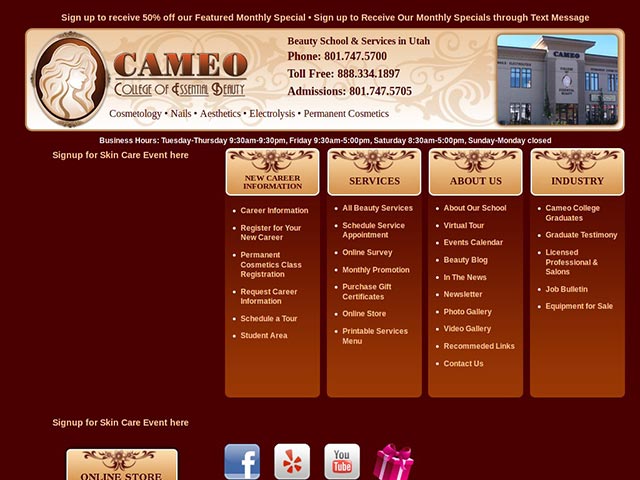 Sign up to receive 50% off our Featured Monthly Special • Sign up to Receive Our Monthly Specials through Text Message
CAMEO
COLLEGE OF ESSENTIAL BEAUTY
Beauty School & Services in Utah
Phone: 801.747.5700
Toll Free: 888.334.1897
Admissions: 801.747.5705
Cosmetology • Nails • Aesthetics • Electrolysis • Permanent Cosmetics
CAMEO
COLLEGE
OF
ESSENTIAL
BEAUTY
Business Hours: Tuesday-Thursday 9:30am-9:30pm, Friday 9:30am-5:00pm, Saturday 8:30am-5:00pm, Sunday-Monday closed
Signup for Skin Care Event here
NEW CAREER
INFORMATION
Career Information
Register for Your
New Career
Permanent
Cosmetics Class
Registration
Request Career
Information
Schedule a Tour
Student Area
SERVICES
All Beauty Services
Schedule Service
Appointment
Online Survey
Monthly Promotion
Purchase Gift
Certificates
Online Store
Printable Services
Menu
ABOUT US
About Our School
Virtual Tour
Events Calendar
Beauty Blog
In The News
Newsletter
Photo Gallery
Video Gallery
Recommeded Links
Contact Us
INDUSTRY
Cameo College
Graduates
Graduate Testimony
Licensed
Professional &
Salons
Job Bulletin
Equipment for Sale
Signup for Skin Care Event here
ONLINE STORE
f
You
Tube